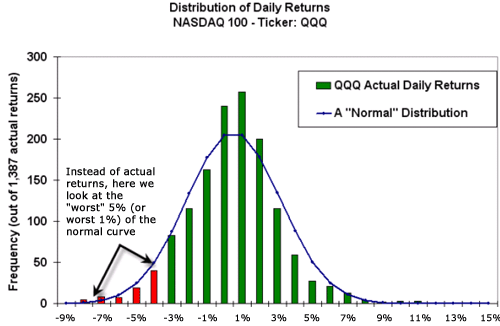 Distribution of Daily Returns
NASDAQ 100 - Ticker: QQQ
300
250
200
150
100
50
0
Frequency (out of 1,387 actual returns)
QQQ Actual Daily Returns
A "Normal" Distribution
Instead of actual
returns, here we
look at the
"worst" 5% (or
worst 1%) of the
normal curve
-9% -7% -5% -3% -1% 1% 3% 5% 7% 9% 11% 13% 15%